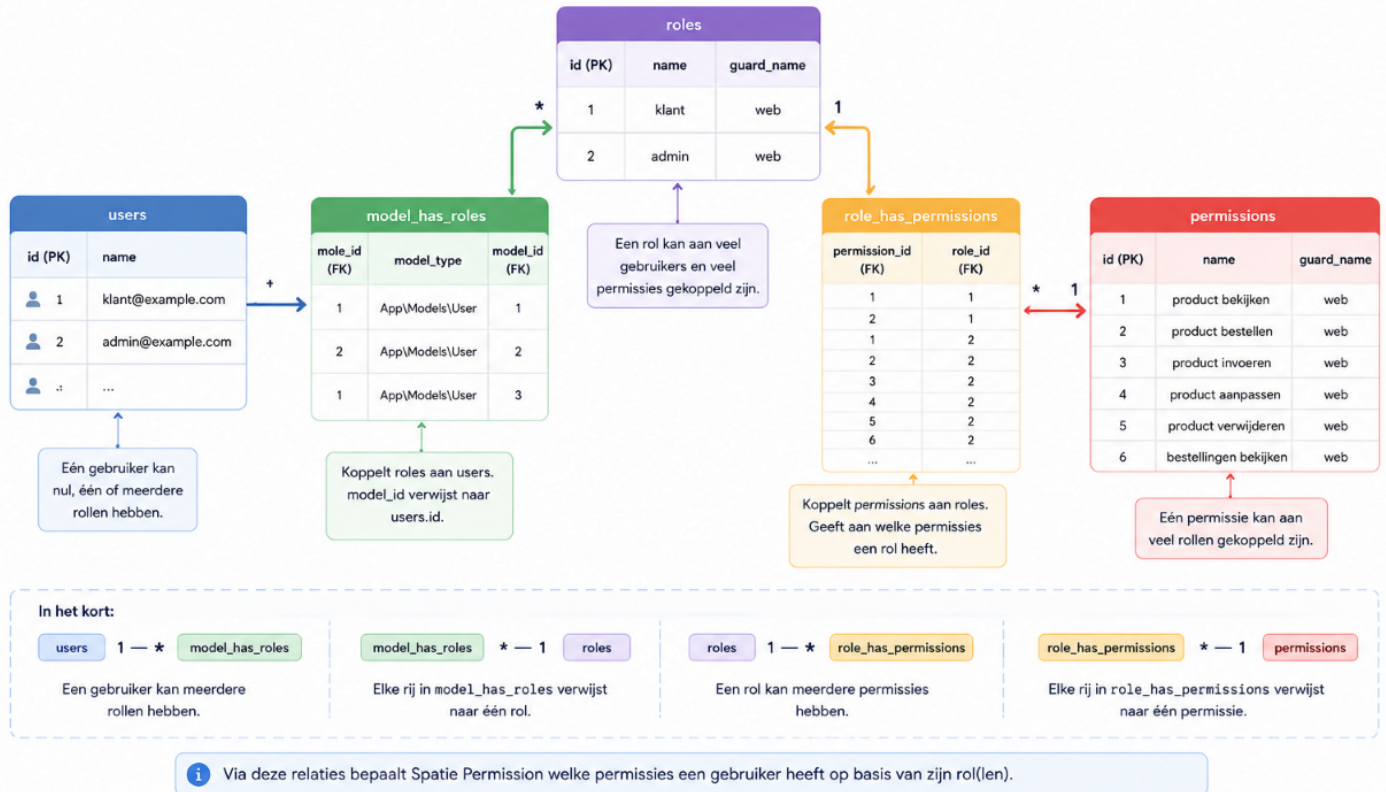 roles
id (PK) name guard_name
1 klant web
2 admin web
* 1
users
id (PK) name
1 klant@example.com
2 admin@example.com
.: ...
+
model_has_roles
mole_id (FK) model_type model_id (FK)
1 App\Models\User 1
2 App\Models\User 2
1 App\Models\User 3
role_has_permissions
permission_id (FK) role_id (FK)
1 1
2 1
1 2
2 2
3 2
4 2
5 2
6 2
... ...
* 1
permissions
id (PK) name guard_name
1 product bekijken web
2 product bestellen web
3 product invoeren web
4 product aanpassen web
5 product verwijderen web
6 bestellingen bekijken web
Een rol kan aan veel
gebruikers en veel
permissies gekoppeld zijn.
Eén gebruiker kan
nul, één of meerdere
rollen hebben.
Koppelt roles aan users.
model_id verwijst naar
users.id.
Koppelt permissions aan roles.
Geeft aan welke permissies
een rol heeft.
Eén permissie kan aan
veel rollen gekoppeld zijn.
In het kort:
users 1 — * model_has_roles
Een gebruiker kan meerdere
rollen hebben.
model_has_roles * — 1 roles
Elke rij in model_has_roles verwijst
naar één rol.
roles 1 — * role_has_permissions
Een rol kan meerdere permissies
hebben.
role_has_permissions * — 1 permissions
Elke rij in role_has_permissions verwijst
naar één permissie.
i Via deze relaties bepaalt Spatie Permission welke permissies een gebruiker heeft op basis van zijn rol(len).